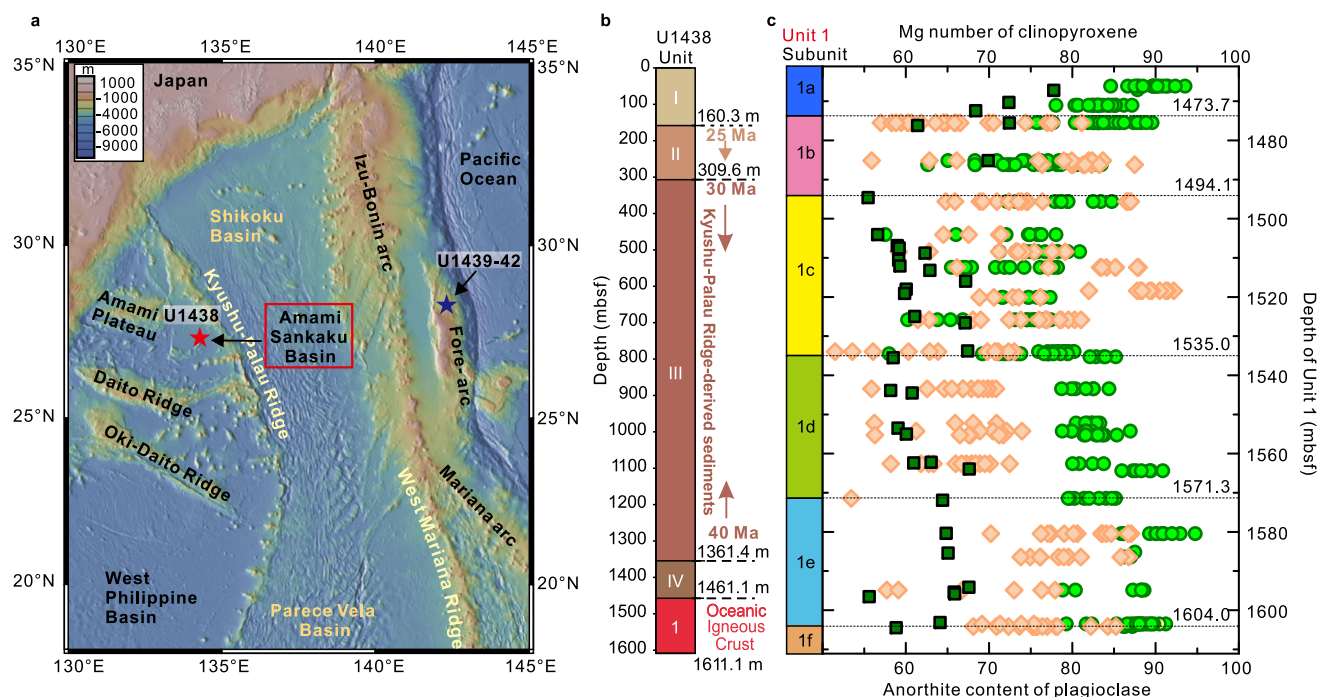 a
130°E
135°E
140°E
145°E
35°N
35°N
m
1000
-1000
-4000
-6000
-9000
Japan
Pacific
Ocean
Izu-Bonin arc
Shikoku
Basin
30°N
30°N
U1439-42
Kyushu-Palau Ridge
Amami
Plateau
U1438
Amami
Sankaku
Basin
Fore-arc
Daito Ridge
25°N
25°N
Oki-Daito Ridge
Mariana arc
West Mariana Ridge
20°N
20°N
West
Philippine
Basin
Parece Vela
Basin
130°E
135°E
140°E
145°E
b
U1438
Unit
Depth (mbsf)
0
100
200
300
400
500
600
700
800
900
1000
1100
1200
1300
1400
1500
1600
I
160.3 m
25 Ma
II
309.6 m
30 Ma
III
Kyushu-Palau Ridge-derived sediments
40 Ma
1361.4 m
IV
1461.1 m
1
Oceanic
Igneous
Crust
1611.1 m
c
Mg number of clinopyroxene
Unit 1
Subunit
60
70
80
90
100
1a
1473.7
1b
1494.1
1c
1535.0
1d
1571.3
1e
1604.0
1f
1480
1500
1520
1540
1560
1580
1600
Depth of Unit 1 (mbsf)
60
70
80
90
100
Anorthite content of plagioclase